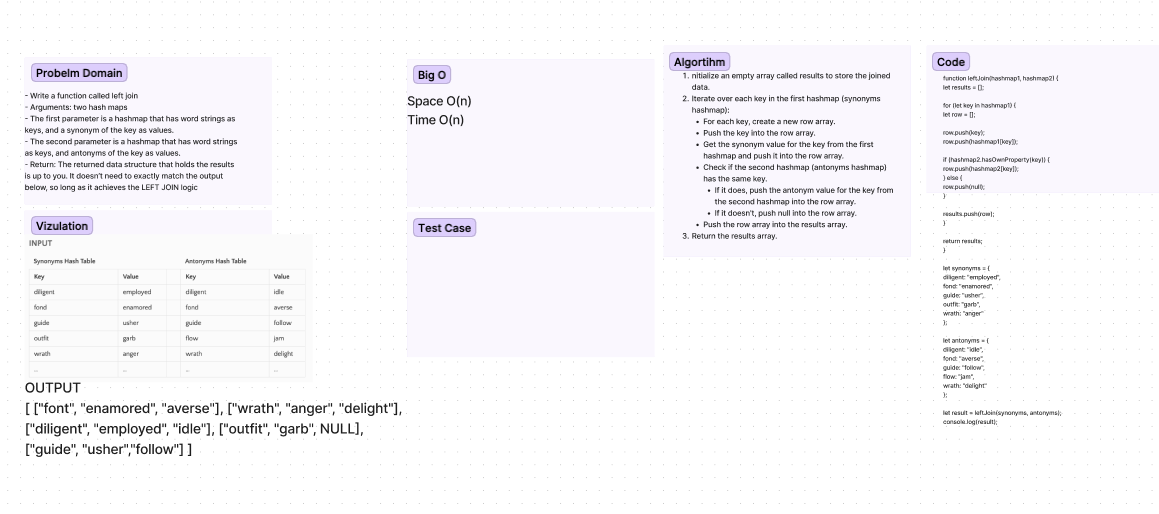 Probelm Domain
- Write a function called left join
- Arguments: two hash maps
- The first parameter is a hashmap that has word strings as
keys, and a synonym of the key as values.
- The second parameter is a hashmap that has word strings
as keys, and antonyms of the key as values.
- Return: The returned data structure that holds the results
is up to you. It doesn't need to exactly match the output
below, so long as it achieves the LEFT JOIN logic
Vizulation
INPUT
Synonyms Hash Table Antonyms Hash Table
Key Value Key Value
diligent employed diligent idle
fond enamored fond averse
guide usher guide follow
outfit garb flow jam
wrath anger wrath delight
... ... ... ...
OUTPUT
[ ["font", "enamored", "averse"], ["wrath", "anger", "delight"],
["diligent", "employed", "idle"], ["outfit", "garb", NULL],
["guide", "usher","follow"] ]
Big O
Space O(n)
Time O(n)
Test Case
Algortihm
1. nitialize an empty array called results to store the joined
data.
2. Iterate over each key in the first hashmap (synonyms
hashmap):
• For each key, create a new row array.
• Push the key into the row array.
• Get the synonym value for the key from the
first hashmap and push it into the row array.
• Check if the second hashmap (antonyms hashmap)
has the same key.
• If it does, push the antonym value for the key from
the second hashmap into the row array.
• If it doesn't, push null into the row array.
• Push the row array into the results array.
3. Return the results array.
Code
function leftJoin(hashmap1, hashmap2) {
let results = [];
for (let key in hashmap1) {
let row = [];
row.push(key);
row.push(hashmap1[key]);
if (hashmap2.hasOwnProperty(key)) {
row.push(hashmap2[key]);
} else {
row.push(null);
}
results.push(row);
}
return results;
}
let synonyms = {
diligent: "employed",
fond: "enamored",
guide: "usher",
outfit: "garb",
wrath: "anger"
};
let antonyms = {
diligent: "idle",
fond: "averse",
guide: "follow",
flow: "jam",
wrath: "delight"
};
let result = leftJoin(synonyms, antonyms);
console.log(result);